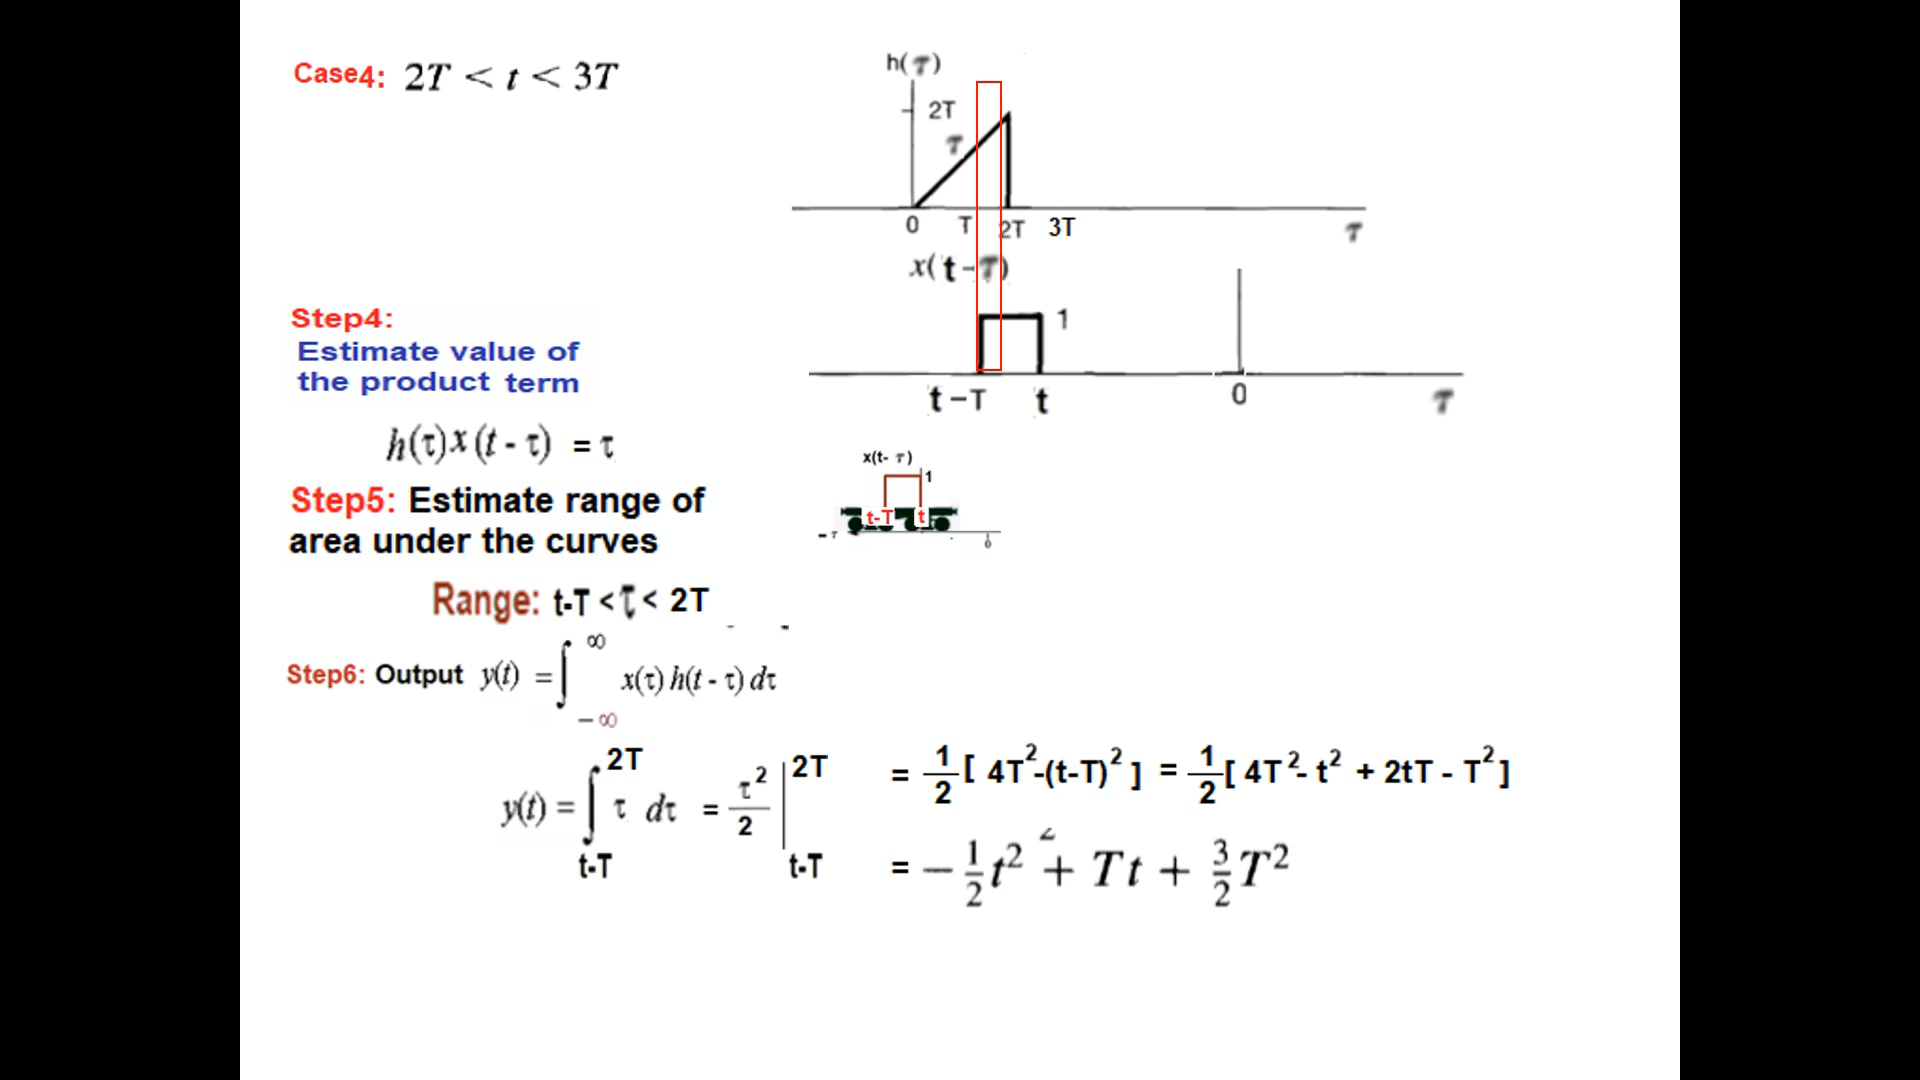 Case4: 2T < t < 3T
h(τ)
2T
τ
0 T 2T 3T
τ
x(t-τ)
1
t-T t 0 τ
Step4:
Estimate value of
the product term
h(τ)x(t - τ) = τ
x(t- τ)
1
t-T t
-τ 0
Step5: Estimate range of
area under the curves
Range: t-T < τ < 2T
Step6: Output y(t) = ∫_{-∞}^{∞} x(τ) h(t - τ) dτ
y(t) = ∫_{t-T}^{2T} τ dτ = τ²/2 |_{t-T}^{2T} = 1/2 [ 4T²-(t-T)² ] = 1/2 [ 4T²- t² + 2tT - T² ]
= -1/2 t² + Tt + 3/2 T²